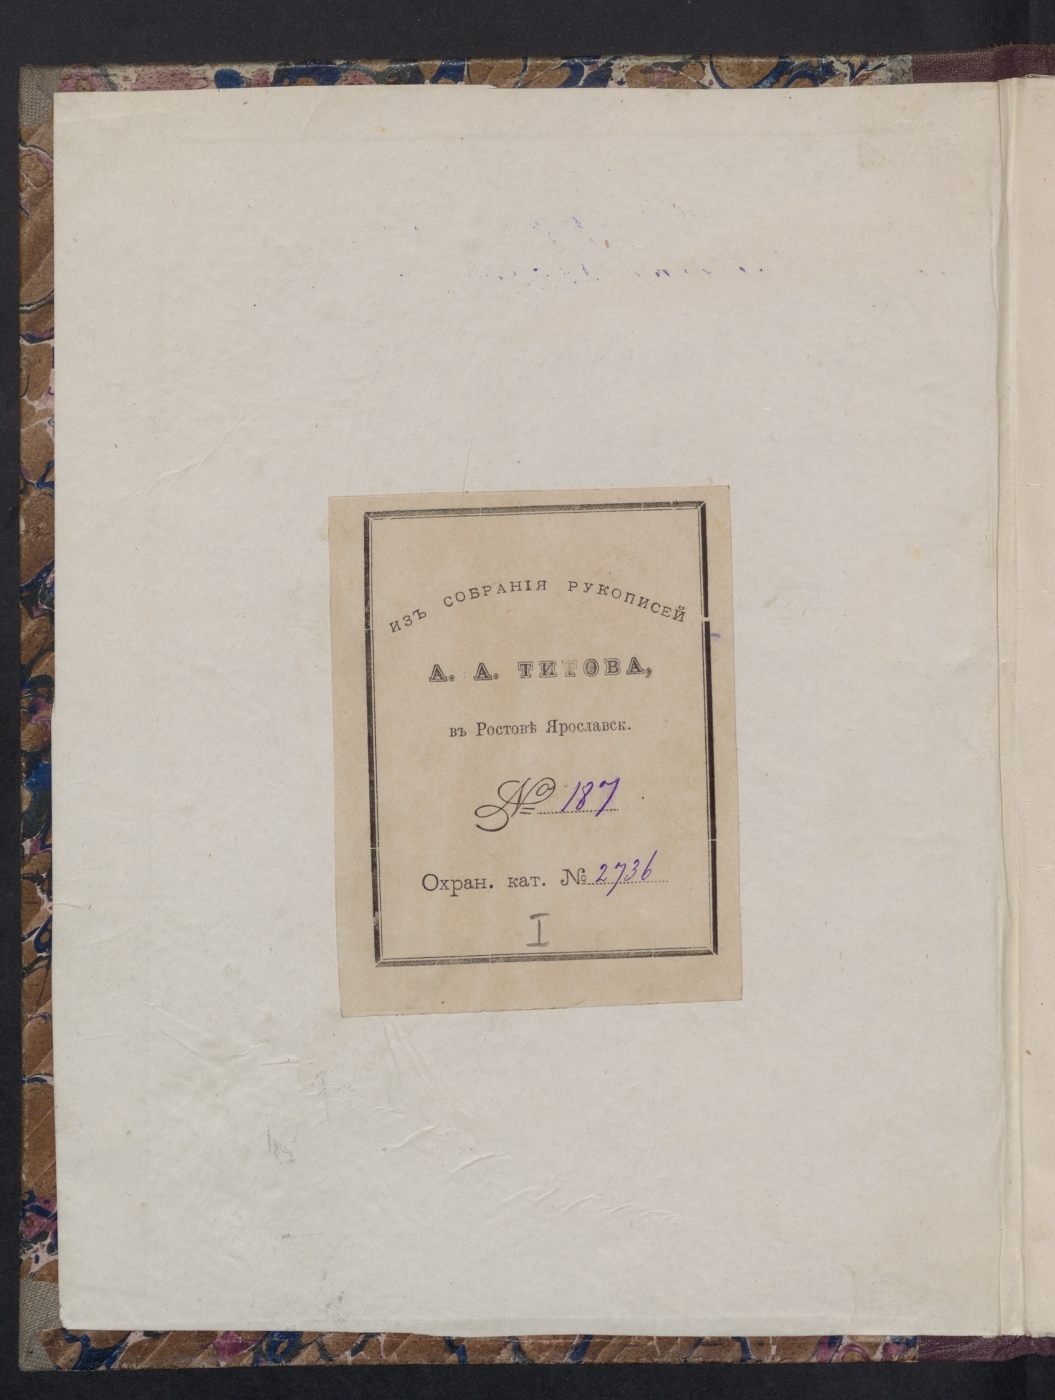 ИЗЪ СОБРАНІЯ РУКОПИСЕЙ
А. А. ТИТОВА,
въ Ростовѣ Ярославск.
№ 187
Охран. кат. № 2736
I